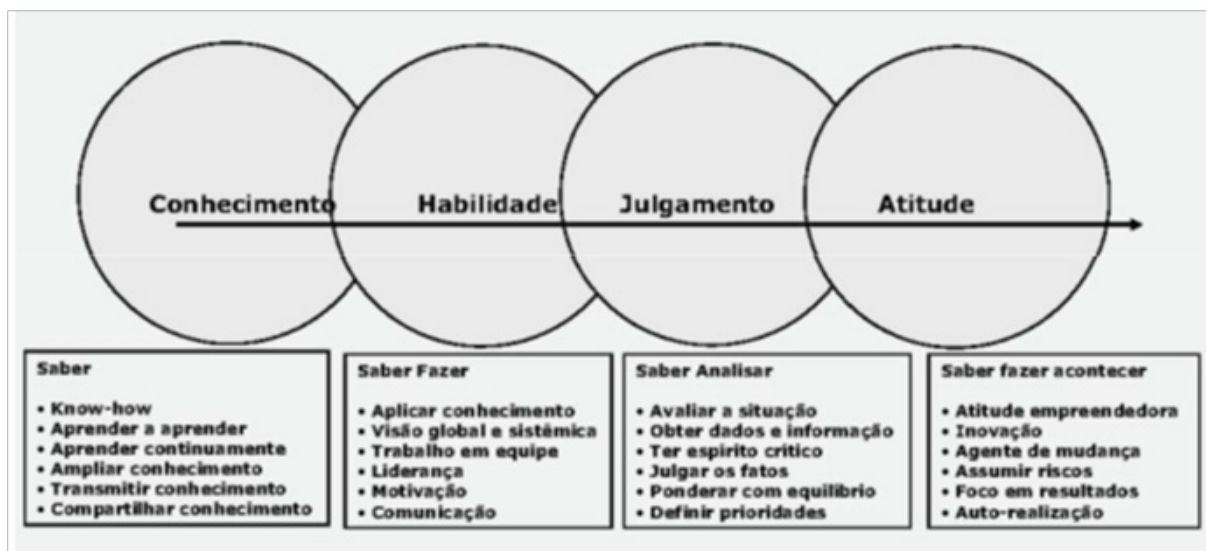 Conhecimento
Habilidade
Julgamento
Atitude
Saber
• Know-how
• Aprender a aprender
• Aprender continuamente
• Ampliar conhecimento
• Transmitir conhecimento
• Compartilhar conhecimento
Saber Fazer
• Aplicar conhecimento
• Visão global e sistêmica
• Trabalho em equipe
• Liderança
• Motivação
• Comunicação
Saber Analisar
• Avaliar a situação
• Obter dados e informação
• Ter espirito critico
• Julgar os fatos
• Ponderar com equilibrio
• Definir prioridades
Saber fazer acontecer
• Atitude empreendedora
• Inovação
• Agente de mudança
• Assumir riscos
• Foco em resultados
• Auto-realização